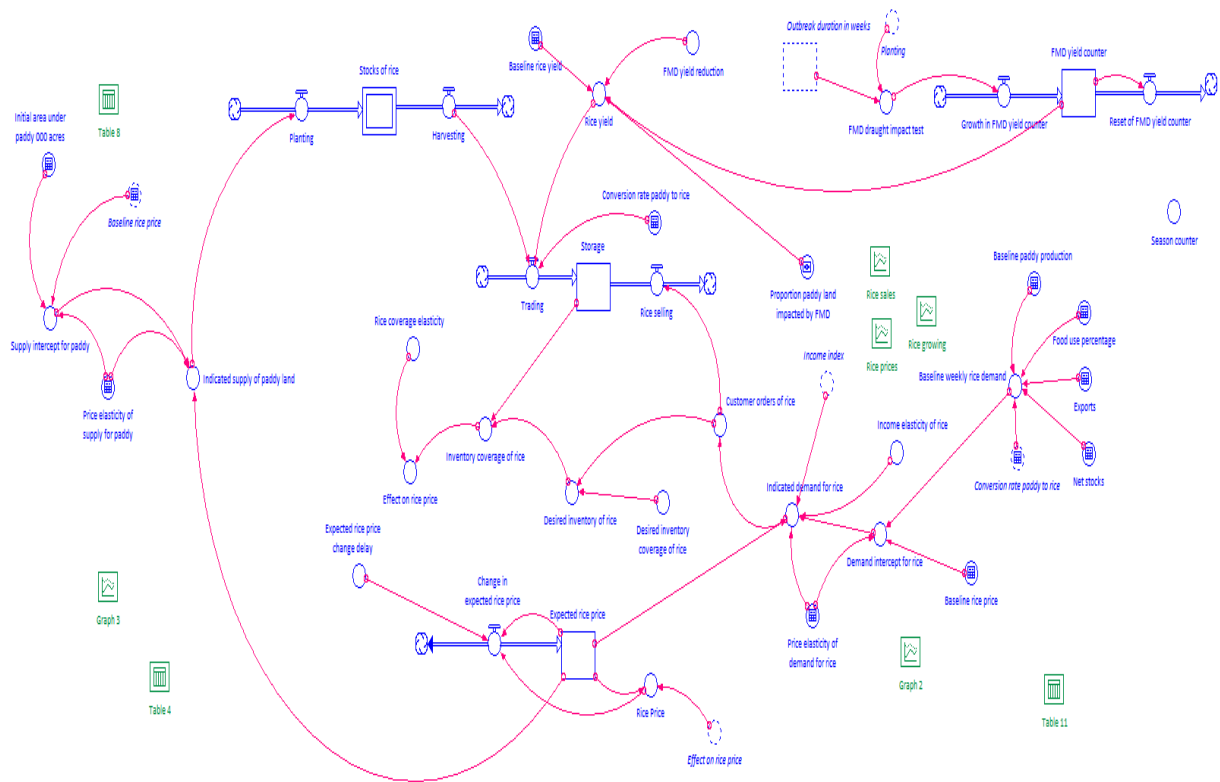 Outbreak duration in weeks
Planting
FMD yield counter
Baseline rice yield
FMD yield reduction
Stocks of rice
Table 8
Initial area under
paddy 000 acres
Planting
Harvesting
Rice yield
FMD draught impact test
Growth in FMD yield counter
Reset of FMD yield counter
Baseline rice price
Conversion rate paddy to rice
Season counter
Storage
Baseline paddy production
Trading
Rice selling
Proportion paddy land
impacted by FMD
Rice sales
Rice coverage elasticity
Food use percentage
Supply intercept for paddy
Income index
Rice prices
Rice growing
Baseline weekly rice demand
Indicated supply of paddy land
Customer orders of rice
Exports
Price elasticity of
supply for paddy
Income elasticity of rice
Inventory coverage of rice
Effect on rice price
Indicated demand for rice
Conversion rate paddy to rice
Net stocks
Desired inventory of rice
Desired inventory
coverage of rice
Expected rice price
change delay
Demand intercept for rice
Change in
expected rice price
Expected rice price
Baseline rice price
Graph 3
Price elasticity of
demand for rice
Table 4
Graph 2
Rice Price
Table 11
Effect on rice price